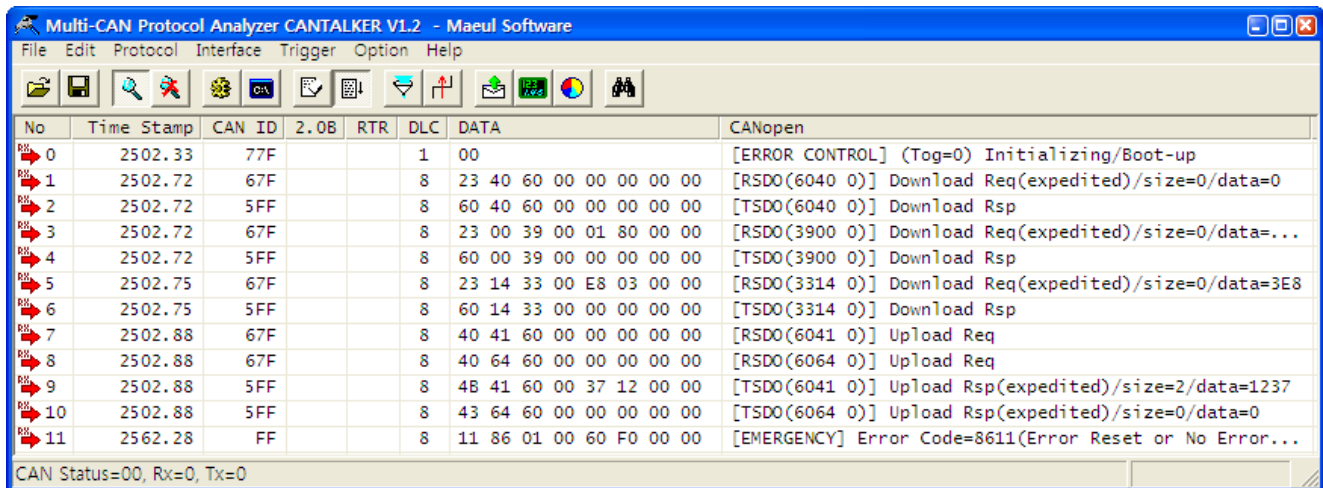 Multi-CAN Protocol Analyzer CANTALKER V1.2 - Maeul Software
File Edit Protocol Interface Trigger Option Help
No Time Stamp CAN ID 2.0B RTR DLC DATA CANopen
RX 0 2502.33 77F 1 00 [ERROR CONTROL] (Tog=0) Initializing/Boot-up
RX 1 2502.72 67F 8 23 40 60 00 00 00 00 00 [RSDO(6040 0)] Download Req(expedited)/size=0/data=0
RX 2 2502.72 5FF 8 60 40 60 00 00 00 00 00 [TSDO(6040 0)] Download Rsp
RX 3 2502.72 67F 8 23 00 39 00 01 80 00 00 [RSDO(3900 0)] Download Req(expedited)/size=0/data=...
RX 4 2502.72 5FF 8 60 00 39 00 00 00 00 00 [TSDO(3900 0)] Download Rsp
RX 5 2502.75 67F 8 23 14 33 00 E8 03 00 00 [RSDO(3314 0)] Download Req(expedited)/size=0/data=3E8
RX 6 2502.75 5FF 8 60 14 33 00 00 00 00 00 [TSDO(3314 0)] Download Rsp
RX 7 2502.88 67F 8 40 41 60 00 00 00 00 00 [RSDO(6041 0)] Upload Req
RX 8 2502.88 67F 8 40 64 60 00 00 00 00 00 [RSDO(6064 0)] Upload Req
RX 9 2502.88 5FF 8 4B 41 60 00 37 12 00 00 [TSDO(6041 0)] Upload Rsp(expedited)/size=2/data=1237
RX 10 2502.88 5FF 8 43 64 60 00 00 00 00 00 [TSDO(6064 0)] Upload Rsp(expedited)/size=0/data=0
RX 11 2562.28 FF 8 11 86 01 00 60 F0 00 00 [EMERGENCY] Error Code=8611(Error Reset or No Error...
CAN Status=00, Rx=0, Tx=0